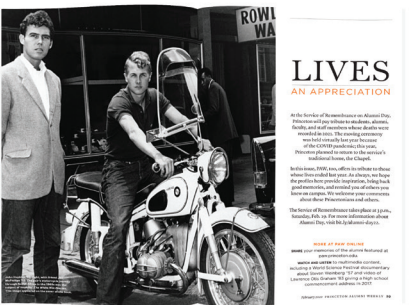 ROWL
WA
LIVES
AN APPRECIATION
At the Service of Remembrance on Alumni Day,
Princeton will pay tribute to students, alumni,
faculty, and staff members whose deaths were
recorded in 2021. The moving ceremony
was held virtually last year because
of the COVID pandemic; this year,
Princeton planned to return to the service's
traditional home, the Chapel.
In this issue, PAW, too, offers its tribute to those
whose lives ended last year. As always, we hope
the profiles here provide inspiration, bring back
good memories, and remind you of others you
knew on campus. We welcome your comments
about these Princetonians and others.
The Service of Remembrance takes place at 3 p.m.,
Saturday, Feb. 19. For more information about
Alumni Day, visit
MORE AT PAW ONLINE
SHARE your memories of the alumni featured at
paw.princeton.edu
WATCH AND LISTEN to multimedia content,
including a World Science Festival documentary
about Steven Weinberg '57 and video of
Otis Graham '63 giving a high school
commencement address in 2017.
PRINCETON ALUMNI WEEKLY